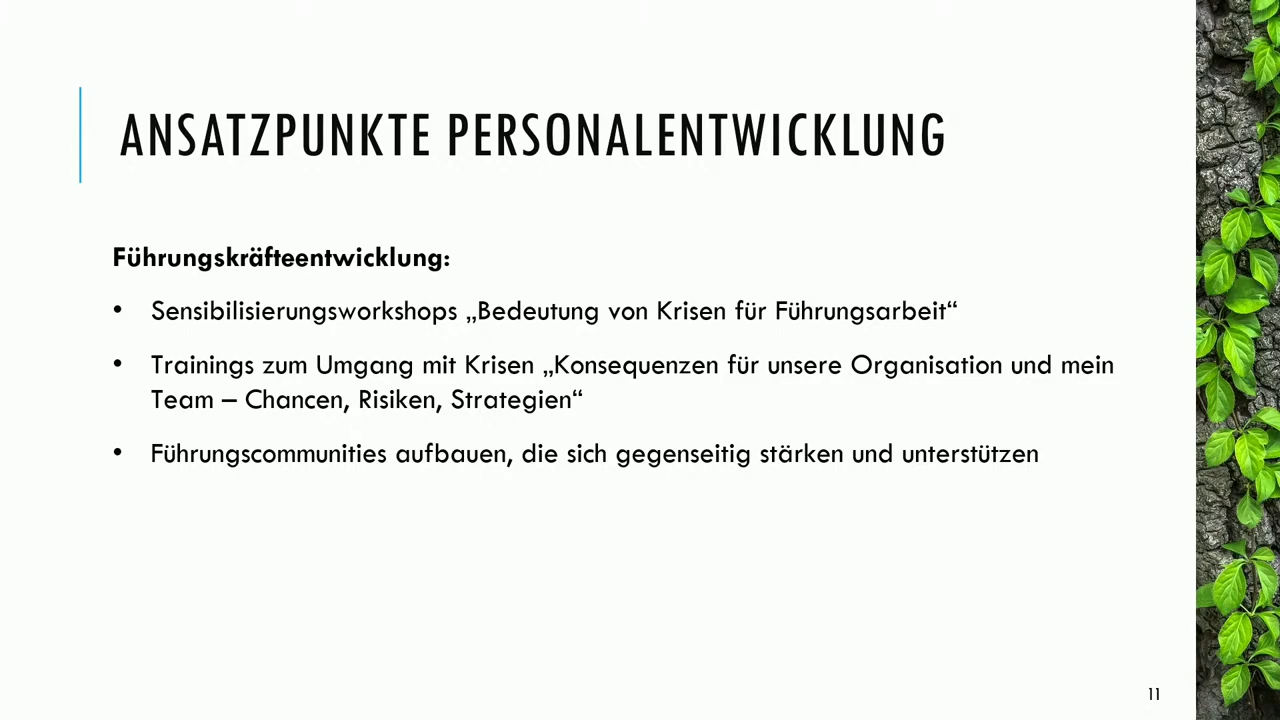 ANSATZPUNKTE PERSONALENTWICKLUNG
Führungskräfteentwicklung:
• Sensibilisierungsworkshops „Bedeutung von Krisen für Führungsarbeit“
• Trainings zum Umgang mit Krisen „Konsequenzen für unsere Organisation und mein
Team – Chancen, Risiken, Strategien“
• Führungscommunities aufbauen, die sich gegenseitig stärken und unterstützen
11